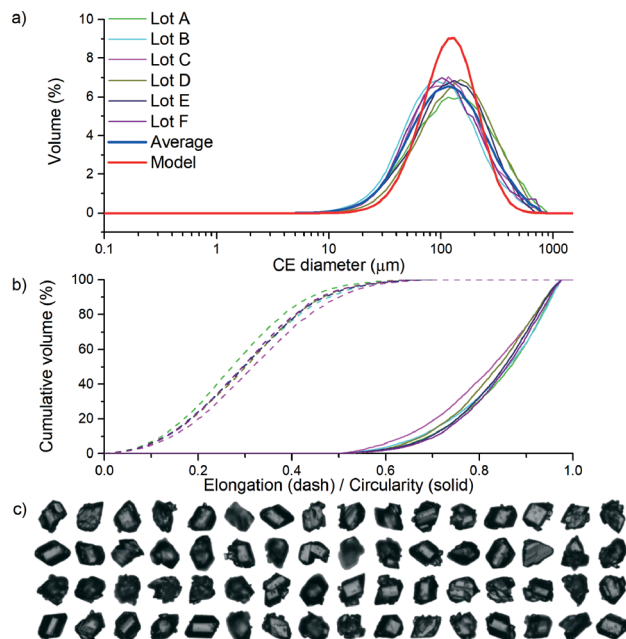 a)
Lot A
Lot B
Lot C
Lot D
Lot E
Lot F
Average
Model
Volume (%)
10
8
6
4
2
0
0.1 1 10 100 1000
CE diameter (μm)
b)
Cumulative volume (%)
100
80
60
40
20
0
0.0 0.2 0.4 0.6 0.8 1.0
Elongation (dash) / Circularity (solid)
c)